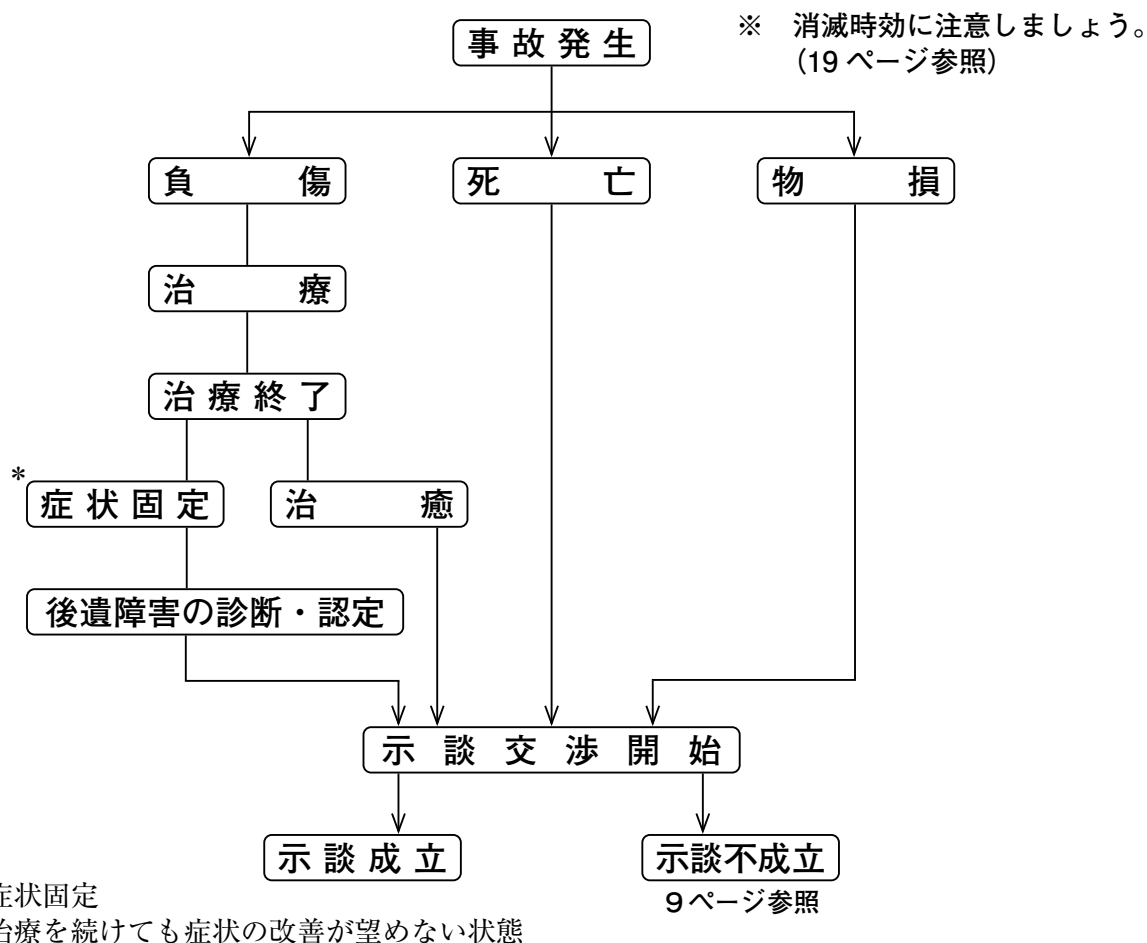 事故発生
※　消滅時効に注意しましょう。
(19 ページ参照)
負傷
死亡
物損
治療
治療終了
*
症状固定
治癒
後遺障害の診断・認定
示談交渉開始
示談成立
示談不成立
9 ページ参照
症状固定
治療を続けても症状の改善が望めない状態